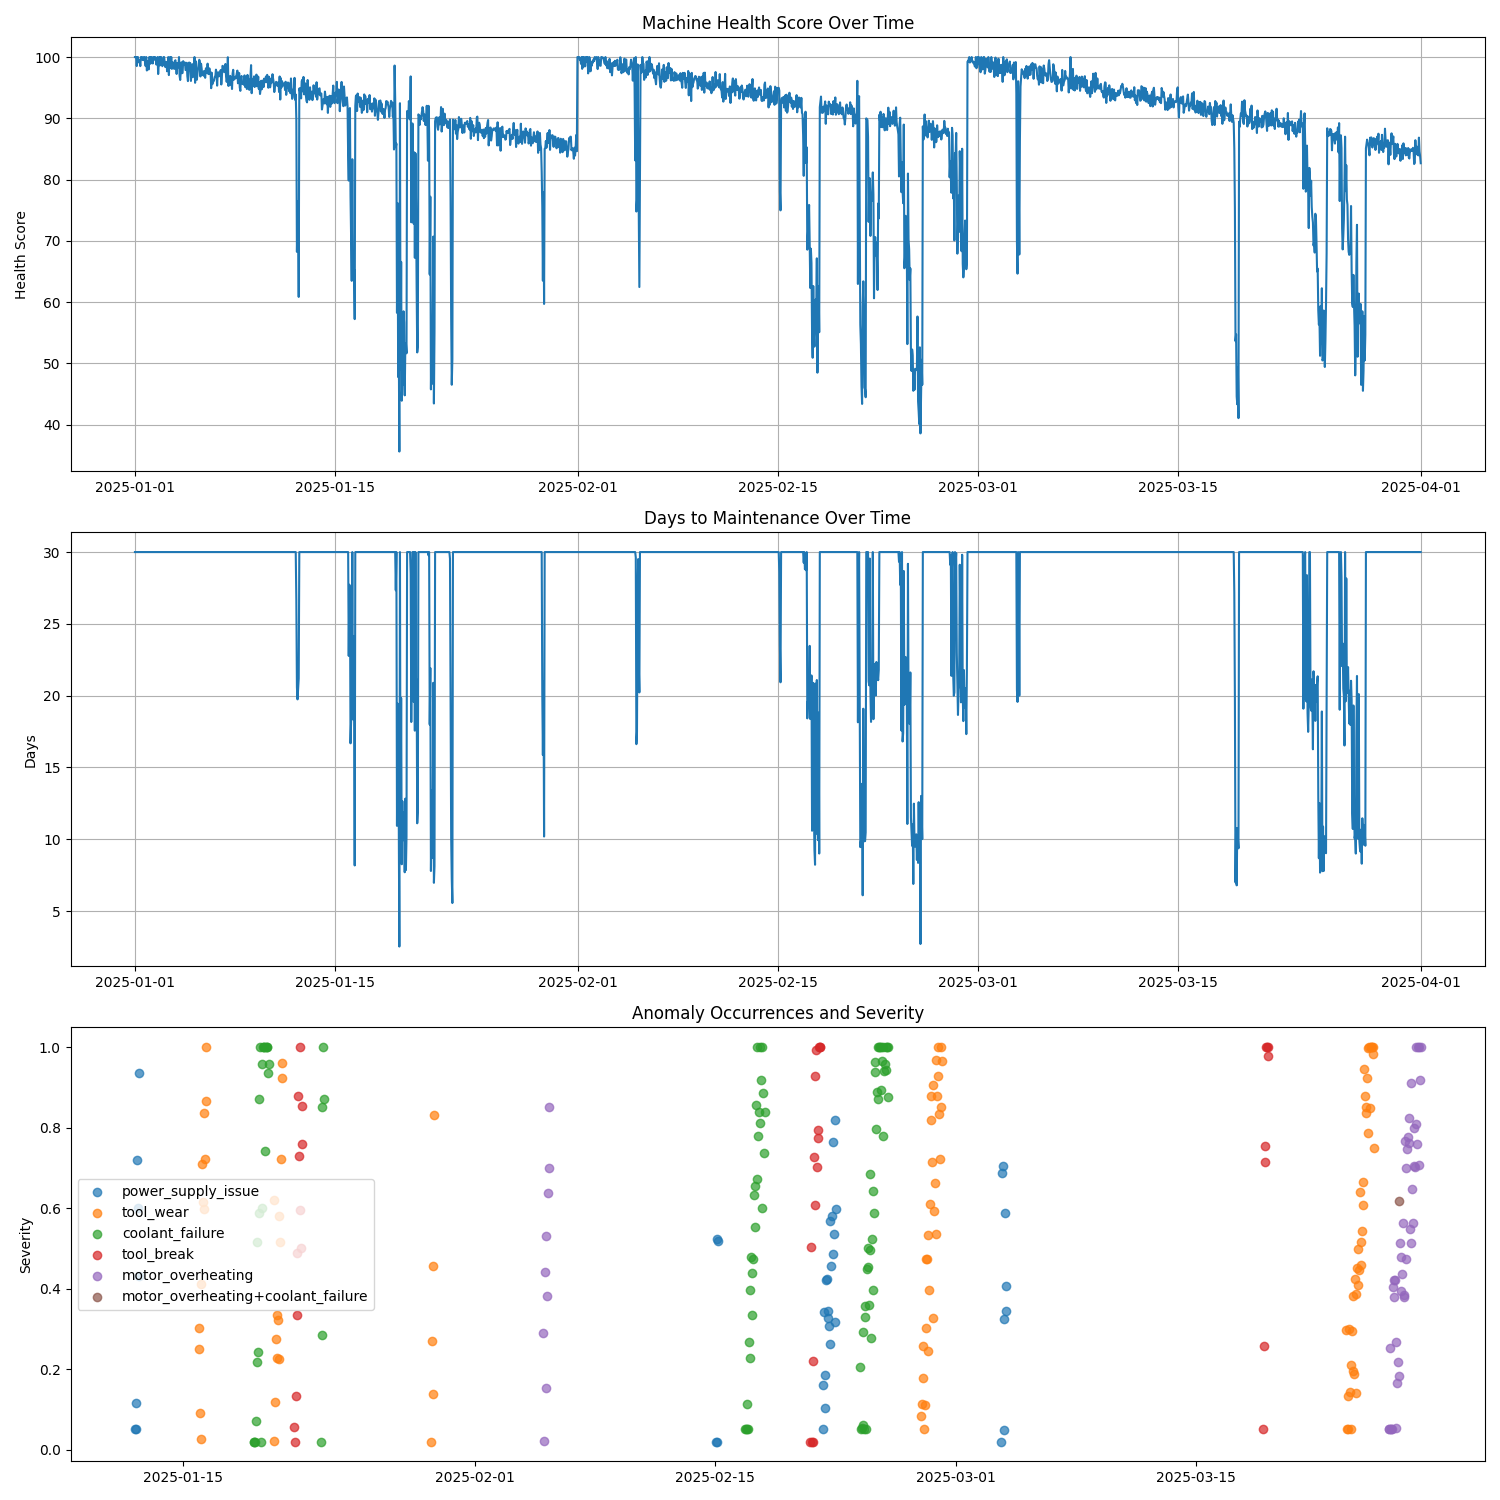 Machine Health Score Over Time
100
90
80
70
60
50
40
Health Score
2025-01-01 2025-01-15 2025-02-01 2025-02-15 2025-03-01 2025-03-15 2025-04-01
Days to Maintenance Over Time
30
25
20
15
10
5
Days
2025-01-01 2025-01-15 2025-02-01 2025-02-15 2025-03-01 2025-03-15 2025-04-01
Anomaly Occurrences and Severity
1.0
0.8
0.6
0.4
0.2
0.0
Severity
power_supply_issue
tool_wear
coolant_failure
tool_break
motor_overheating
motor_overheating+coolant_failure
2025-01-15 2025-02-01 2025-02-15 2025-03-01 2025-03-15